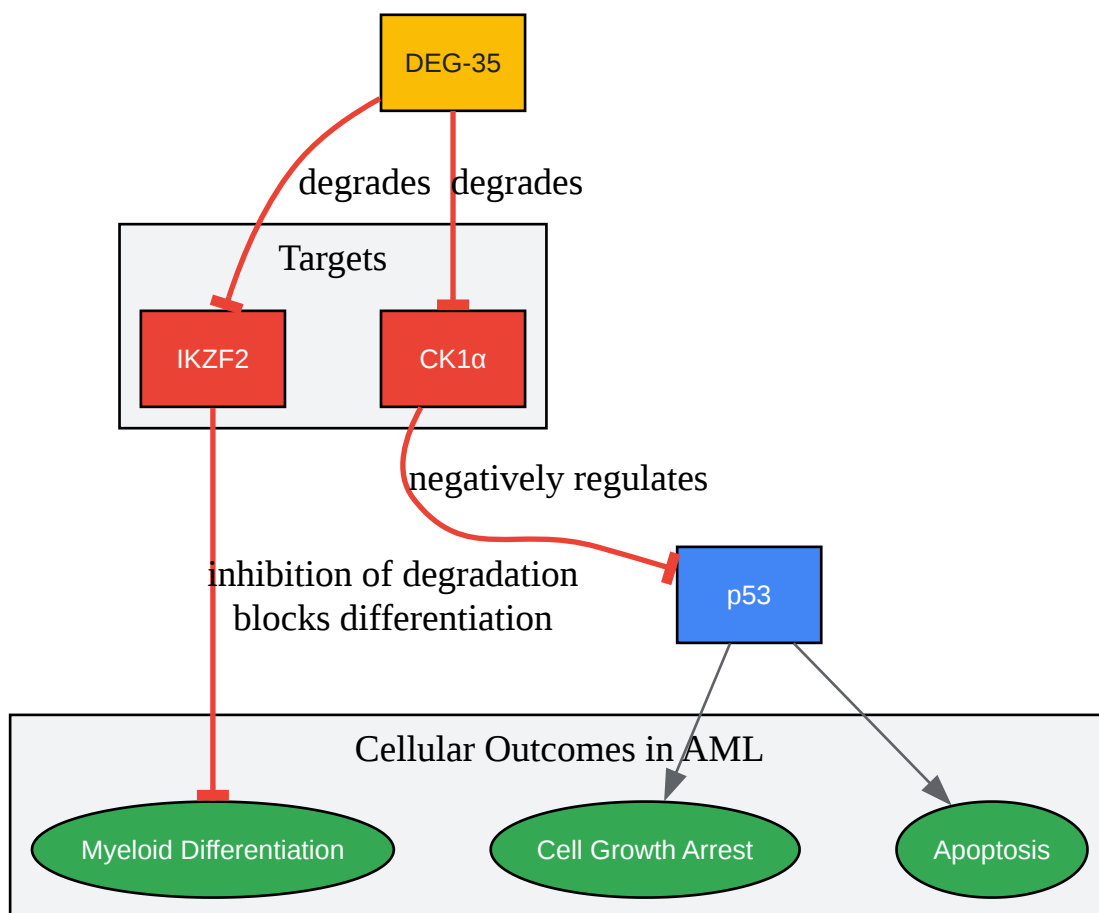 DEG-35
degrades
degrades
Targets
IKZF2
CK1α
negatively regulates
inhibition of degradation
blocks differentiation
p53
Cellular Outcomes in AML
Myeloid Differentiation
Cell Growth Arrest
Apoptosis